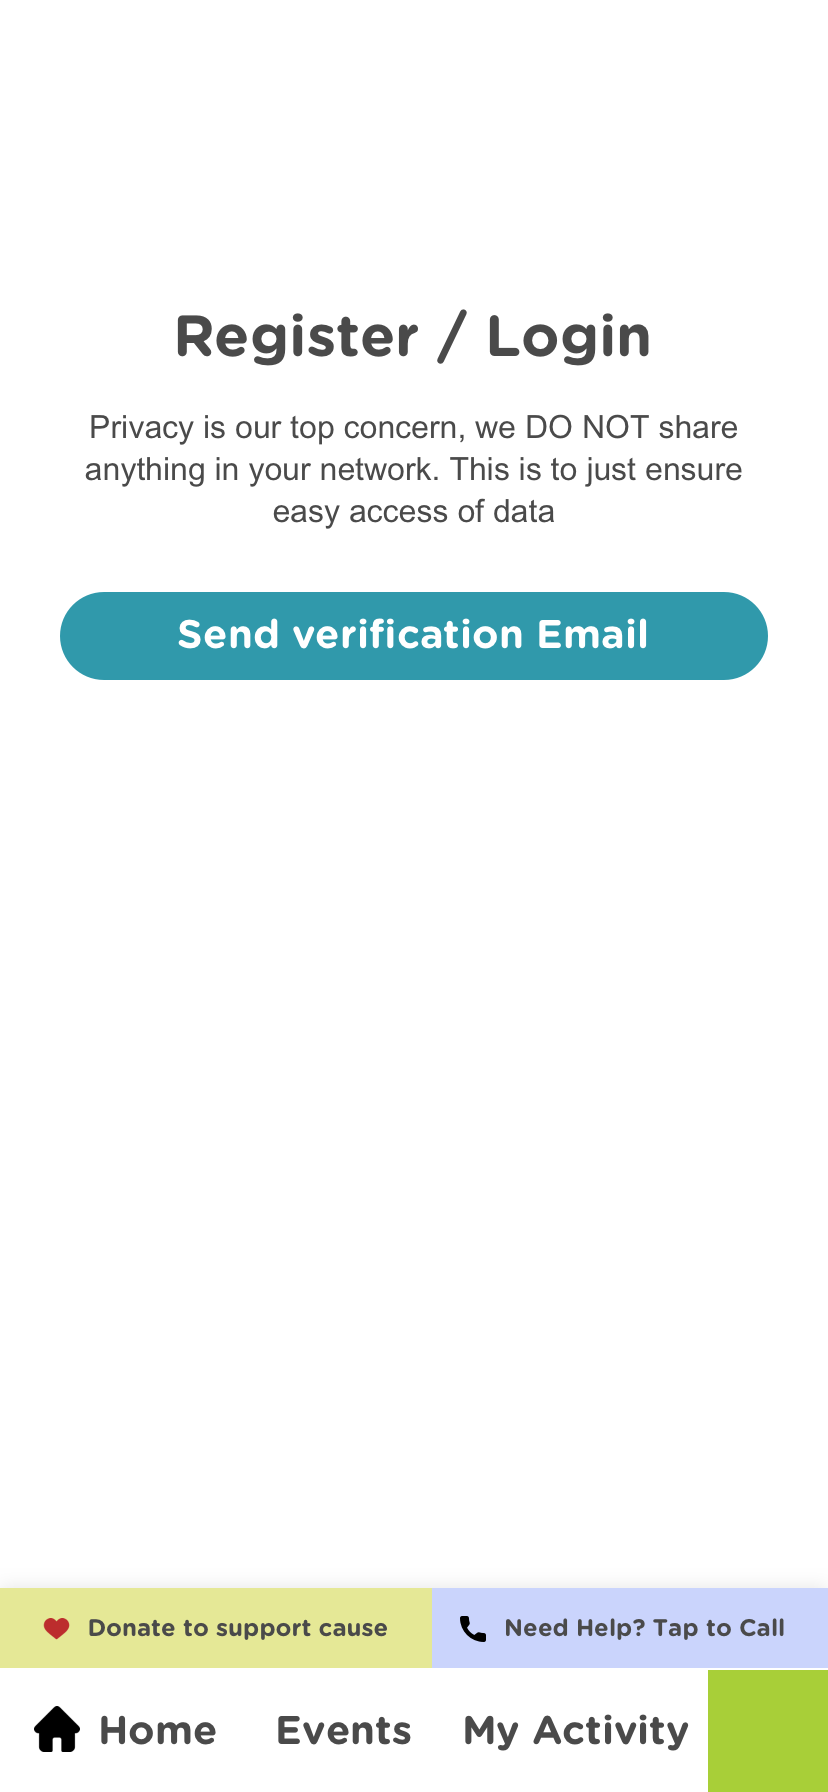 Register / Login
Privacy is our top concern, we DO NOT share
anything in your network. This is to just ensure
easy access of data
Send verification Email
Donate to support cause
Need Help? Tap to Call
Home
Events
My Activity